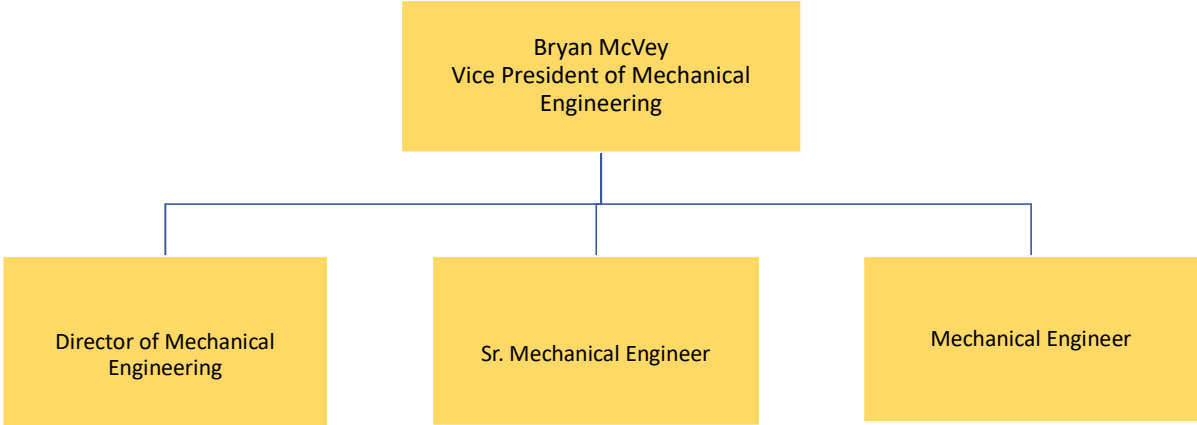 Bryan McVey
Vice President of Mechanical
Engineering
Director of Mechanical
Engineering
Sr. Mechanical Engineer
Mechanical Engineer